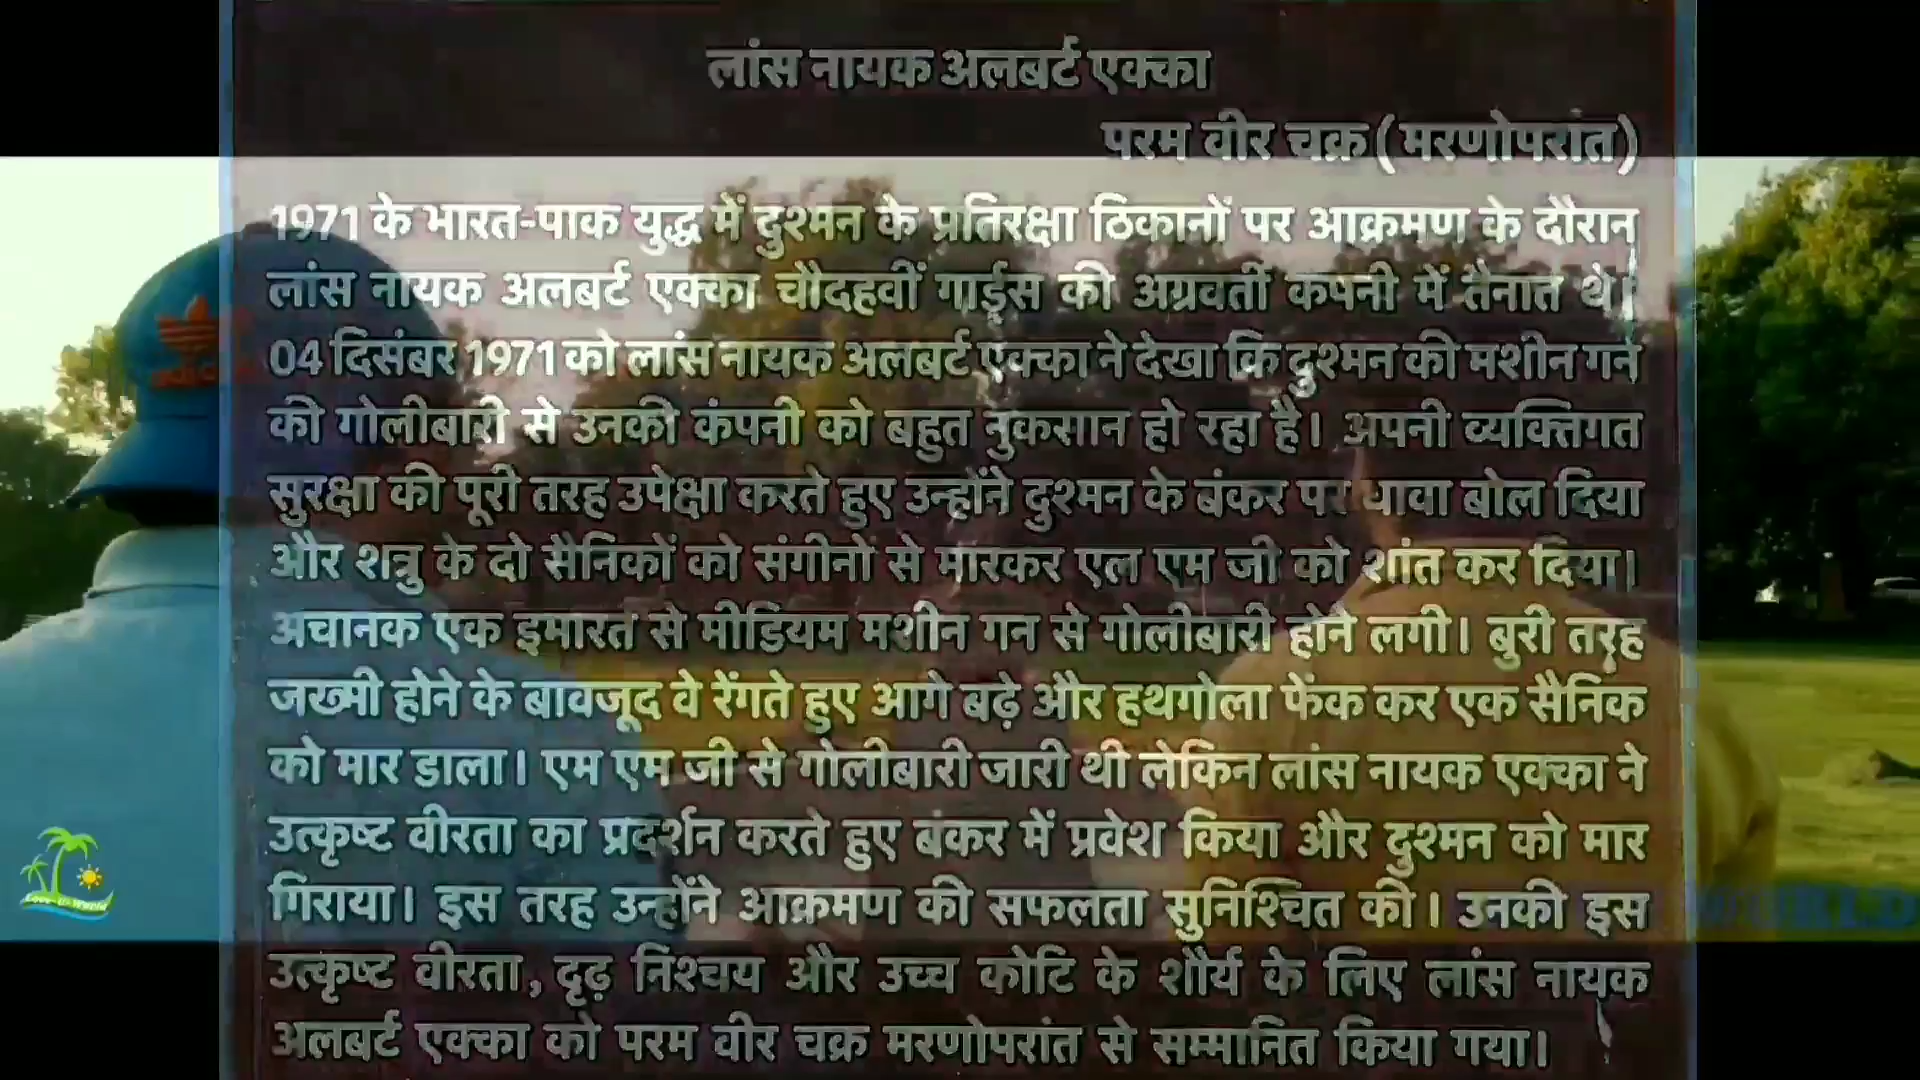 लांस नायक अलबर्ट एक्का
परम वीर चक्र (मरणोपरांत)
1971 के भारत-पाक युद्ध में दुश्मन के प्रतिरक्षा ठिकानों पर आक्रमण के दौरान
लांस नायक अलबर्ट एक्का चौदहवीं गार्ड्स की अग्रवर्ती कंपनी में तैनात थे।
04 दिसंबर 1971 को लांस नायक अलबर्ट एक्का ने देखा कि दुश्मन की मशीन गन
की गोलीबारी से उनकी कंपनी को बहुत नुकसान हो रहा है। अपनी व्यक्तिगत
सुरक्षा की पूरी तरह उपेक्षा करते हुए उन्होंने दुश्मन के बंकर पर धावा बोल दिया
और शत्रु के दो सैनिकों को संगीनों से मारकर एल एम जी को शांत कर दिया।
अचानक एक इमारत से मीडियम मशीन गन से गोलीबारी होने लगी। बुरी तरह
जख्मी होने के बावजूद वे रेंगते हुए आगे बढ़े और हथगोला फेंक कर एक सैनिक
को मार डाला। एम एम जी से गोलीबारी जारी थी लेकिन लांस नायक एक्का ने
उत्कृष्ट वीरता का प्रदर्शन करते हुए बंकर में प्रवेश किया और दुश्मन को मार
गिराया। इस तरह उन्होंने आक्रमण की सफलता सुनिश्चित की। उनकी इस
उत्कृष्ट वीरता, दृढ़ निश्चय और उच्च कोटि के शौर्य के लिए लांस नायक
अलबर्ट एक्का को परम वीर चक्र मरणोपरांत से सम्मानित किया गया।
adidas
WORLD